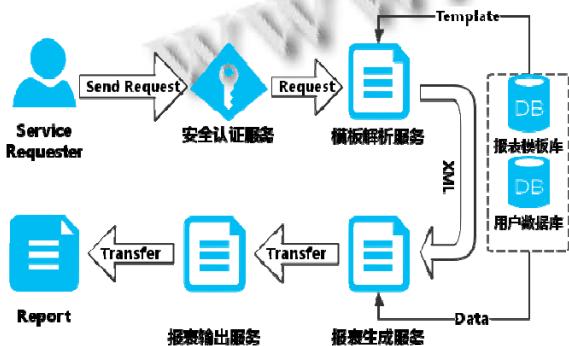 Template
Send Request
Request
DB
Service
Requester
安全认证服务
模板解析服务
报表模板库
XML
DB
用户数据库
Transfer
Transfer
Report
报表输出服务
报表生成服务
Data